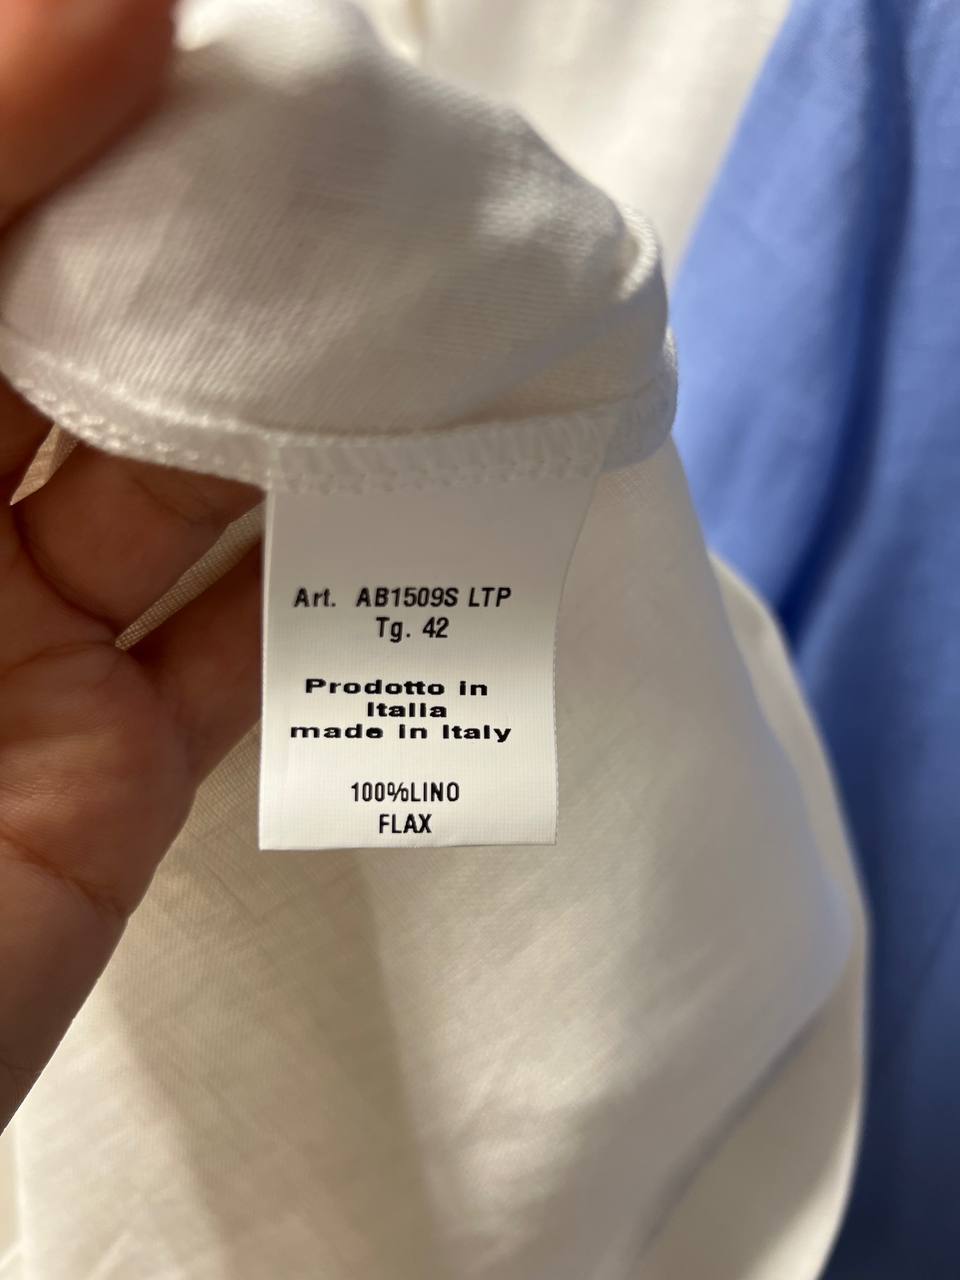 Art. AB1509S LTP
Tg. 42
Prodotto in
Italia
made in Italy
100%LINO
FLAX